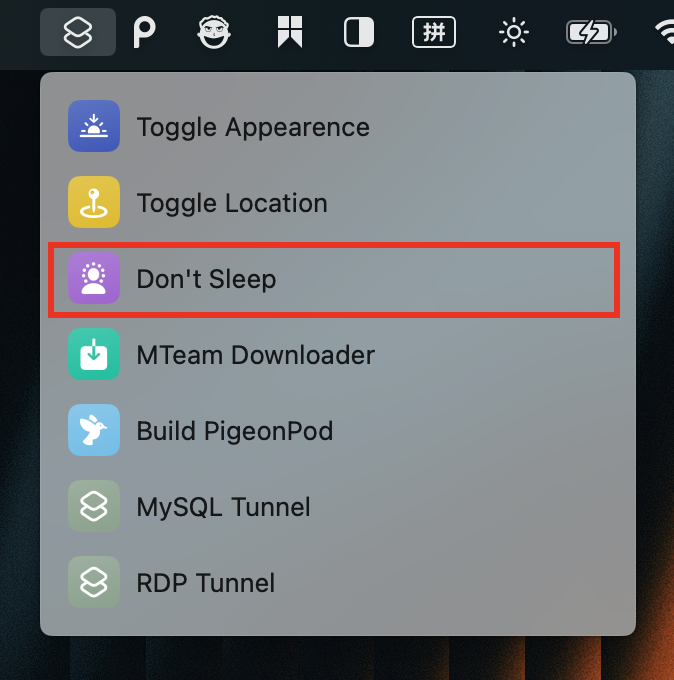 拼
Toggle Appearence
Toggle Location
Don't Sleep
MTeam Downloader
Build PigeonPod
MySQL Tunnel
RDP Tunnel